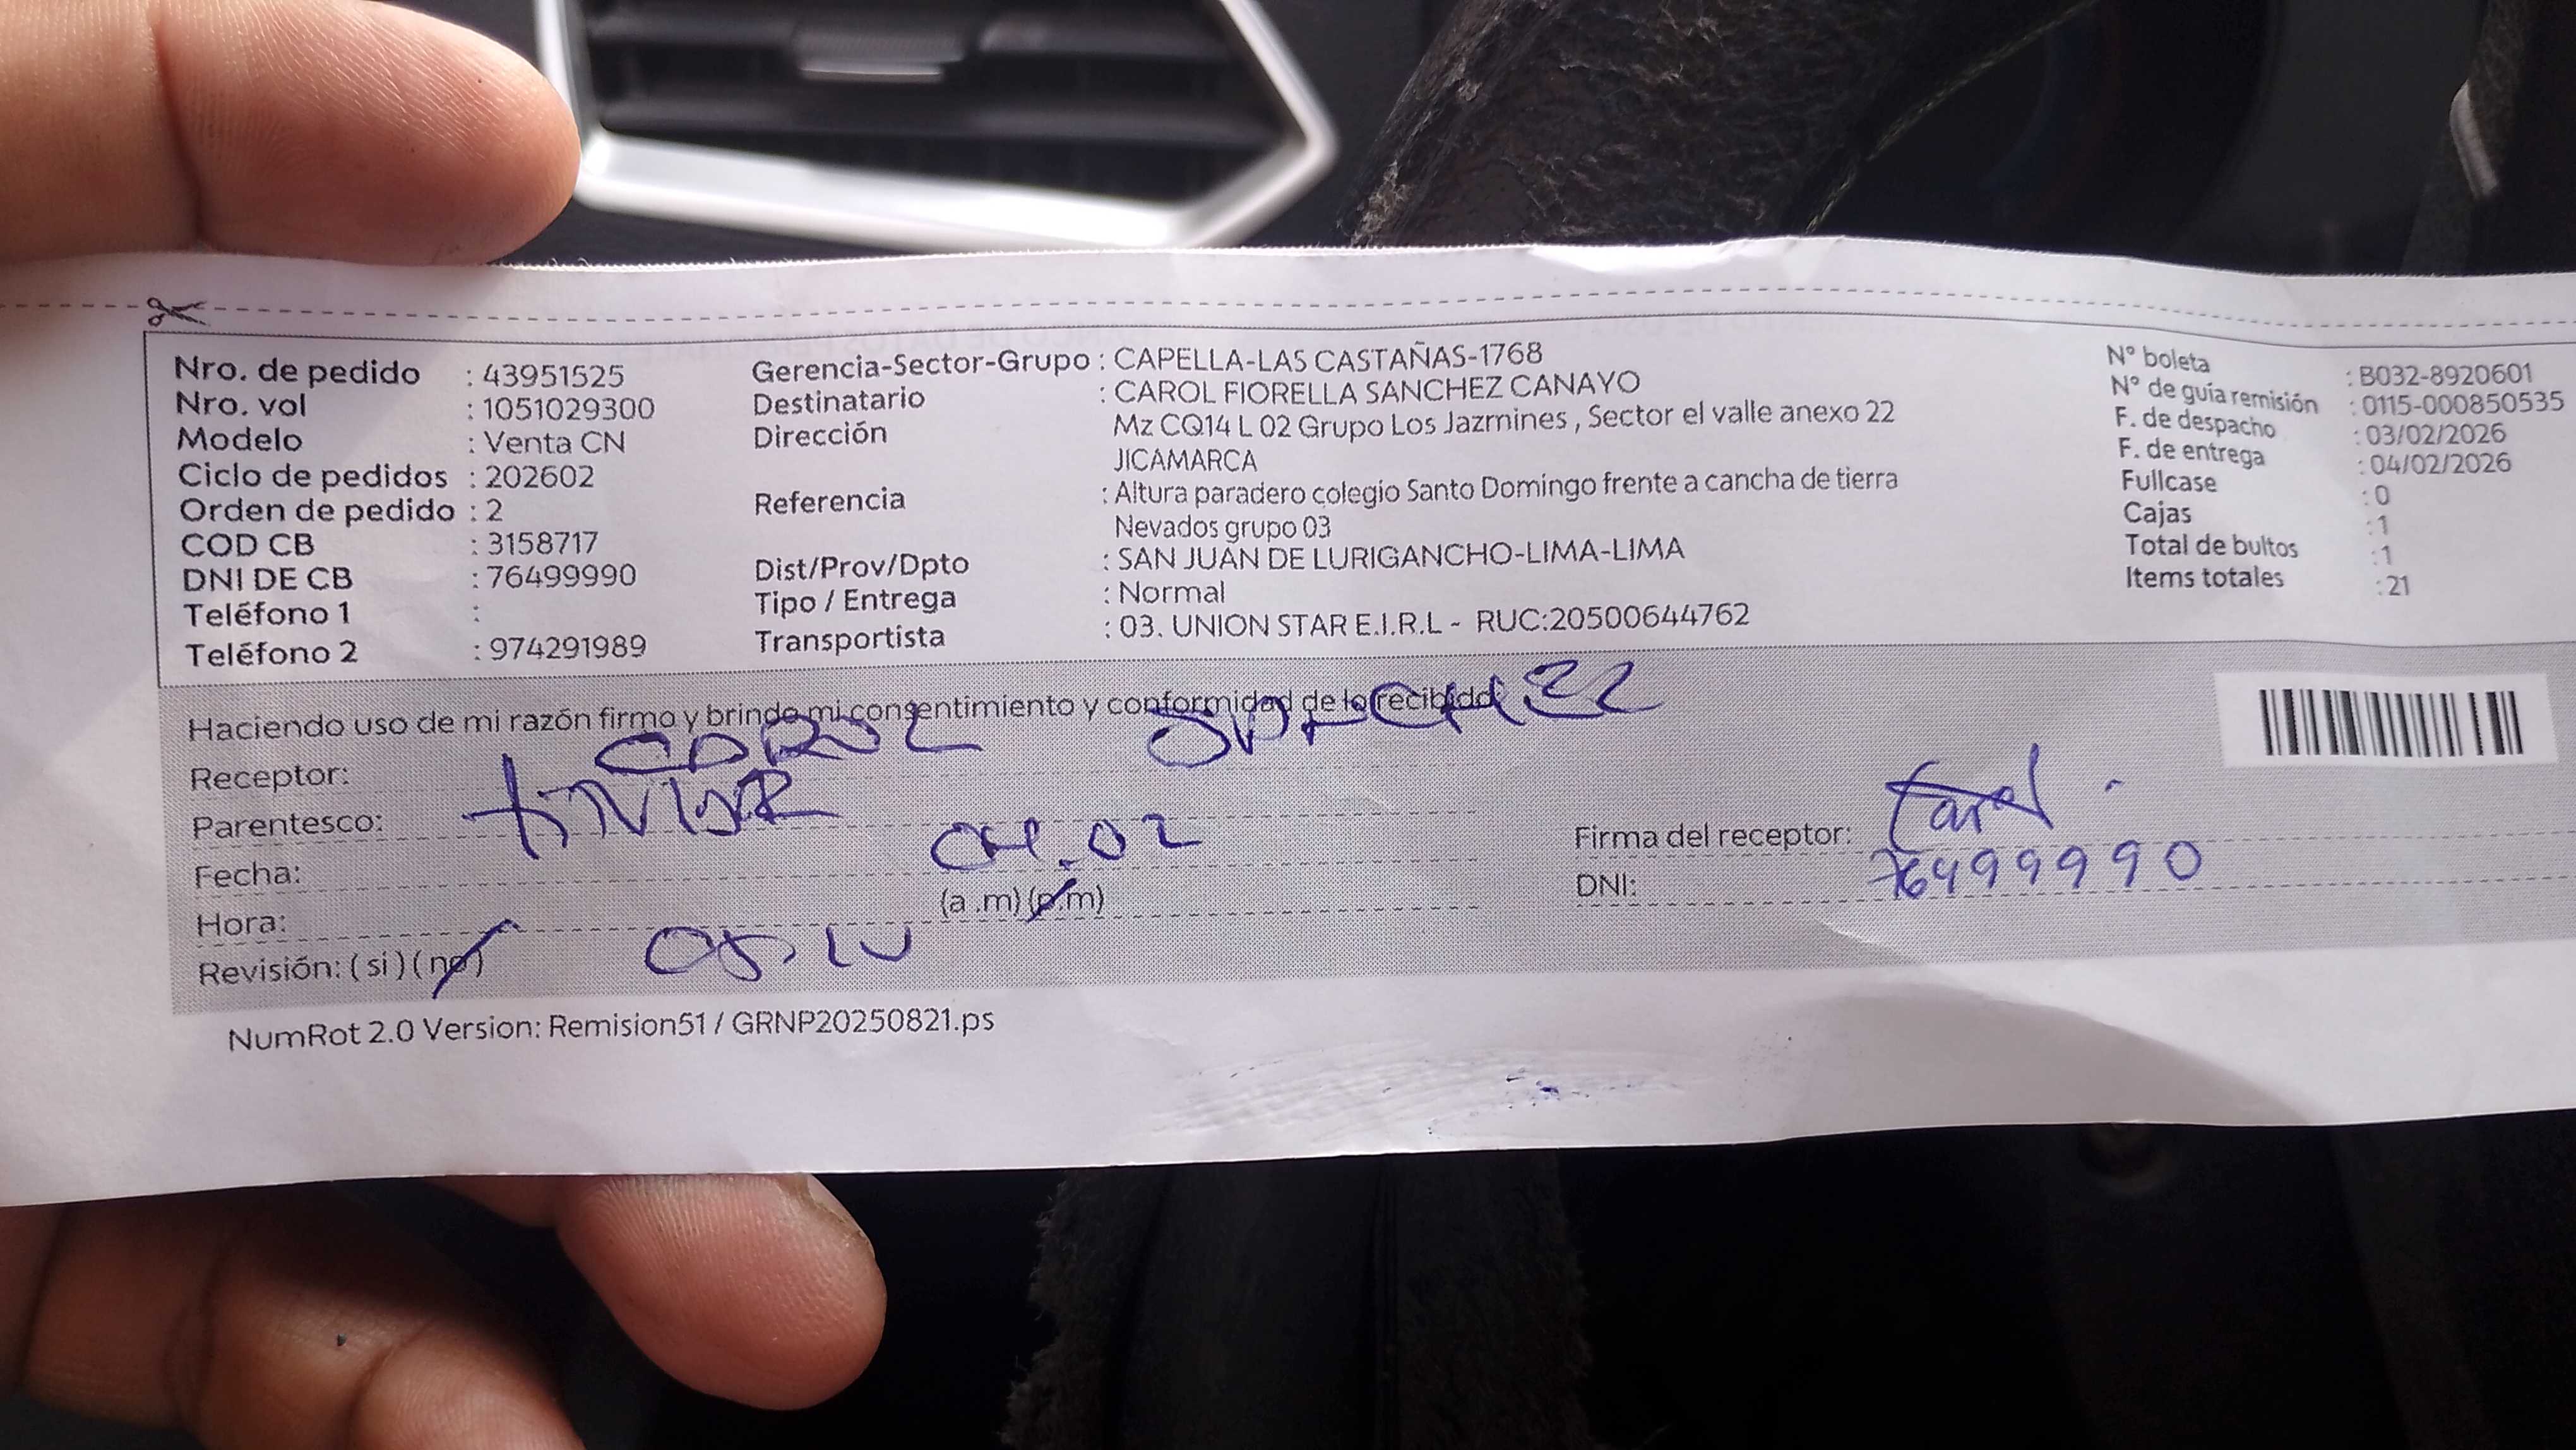 Nro. de pedido : 43951525
Nro. vol : 1051029300
Modelo : Venta CN
Ciclo de pedidos : 202602
Orden de pedido : 2
COD CB : 3158717
DNI DE CB : 76499990
Teléfono 1 :
Teléfono 2 : 974291989
Gerencia-Sector-Grupo : CAPELLA-LAS CASTAÑAS-1768
Destinatario : CAROL FIORELLA SANCHEZ CANAYO
Dirección Mz CQ14 L 02 Grupo Los Jazmines , Sector el valle anexo 22
JICAMARCA
Referencia : Altura paradero colegio Santo Domingo frente a cancha de tierra
Nevados grupo 03
Dist/Prov/Dpto : SAN JUAN DE LURIGANCHO-LIMA-LIMA
Tipo / Entrega : Normal
Transportista : 03. UNION STAR E.I.R.L - RUC:20500644762
N° boleta : B032-8920601
N° de guía remisión : 0115-000850535
F. de despacho : 03/02/2026
F. de entrega : 04/02/2026
Fullcase : 0
Cajas : 1
Total de bultos : 1
Items totales : 21
Haciendo uso de mi razón firmo y brindo mi consentimiento y conformidad de lo recibido:
Receptor: CAROL
Parentesco:
Fecha: 04.02
Hora: (a .m) (p.m)
Revisión: ( si ) ( no )
Firma del receptor: Carol
DNI: 76499990
NumRot 2.0 Version: Remision51 / GRNP20250821.ps